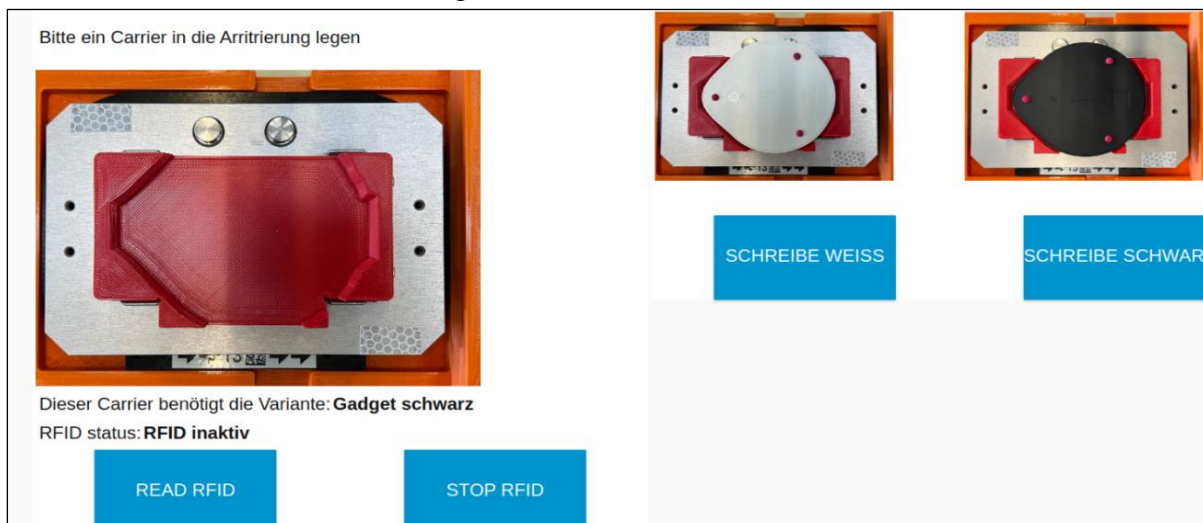 Bitte ein Carrier in die Arritrierung legen
Dieser Carrier benötigt die Variante: Gadget schwarz
RFID status: RFID inaktiv
READ RFID
STOP RFID
SCHREIBE WEISS
SCHREIBE SCHWAR